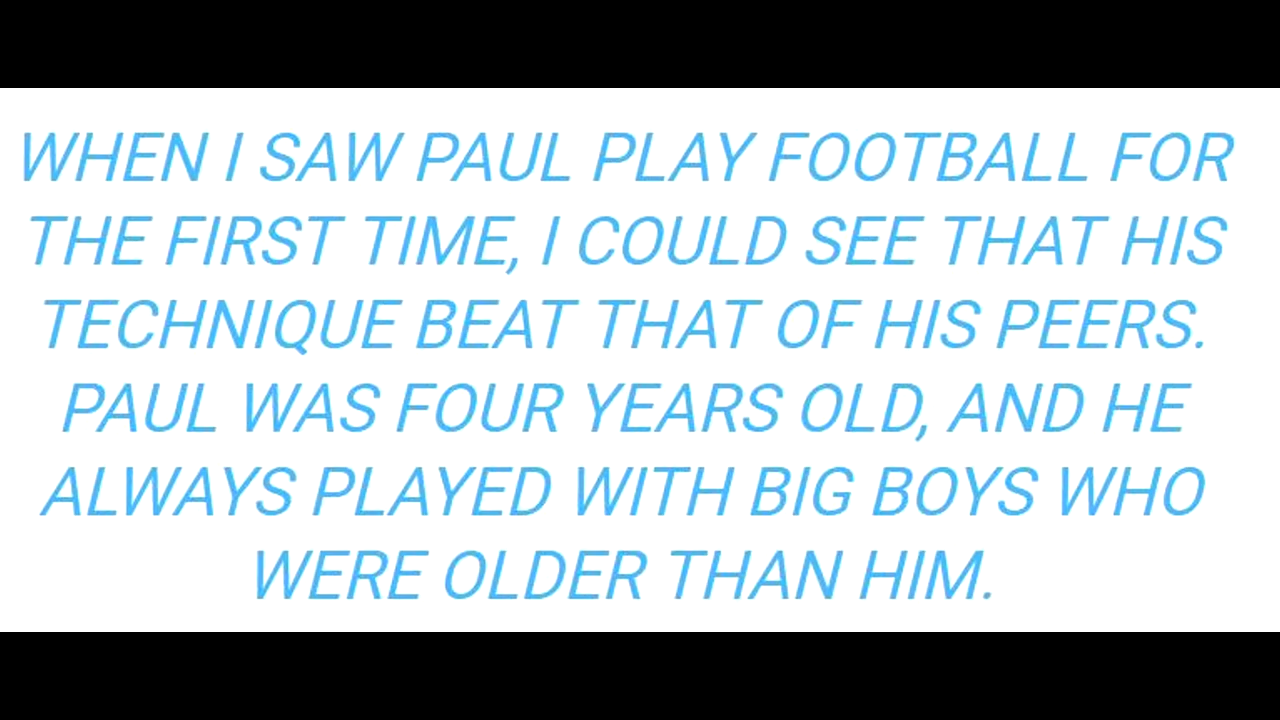 WHEN I SAW PAUL PLAY FOOTBALL FOR
THE FIRST TIME, I COULD SEE THAT HIS
TECHNIQUE BEAT THAT OF HIS PEERS.
PAUL WAS FOUR YEARS OLD, AND HE
ALWAYS PLAYED WITH BIG BOYS WHO
WERE OLDER THAN HIM.